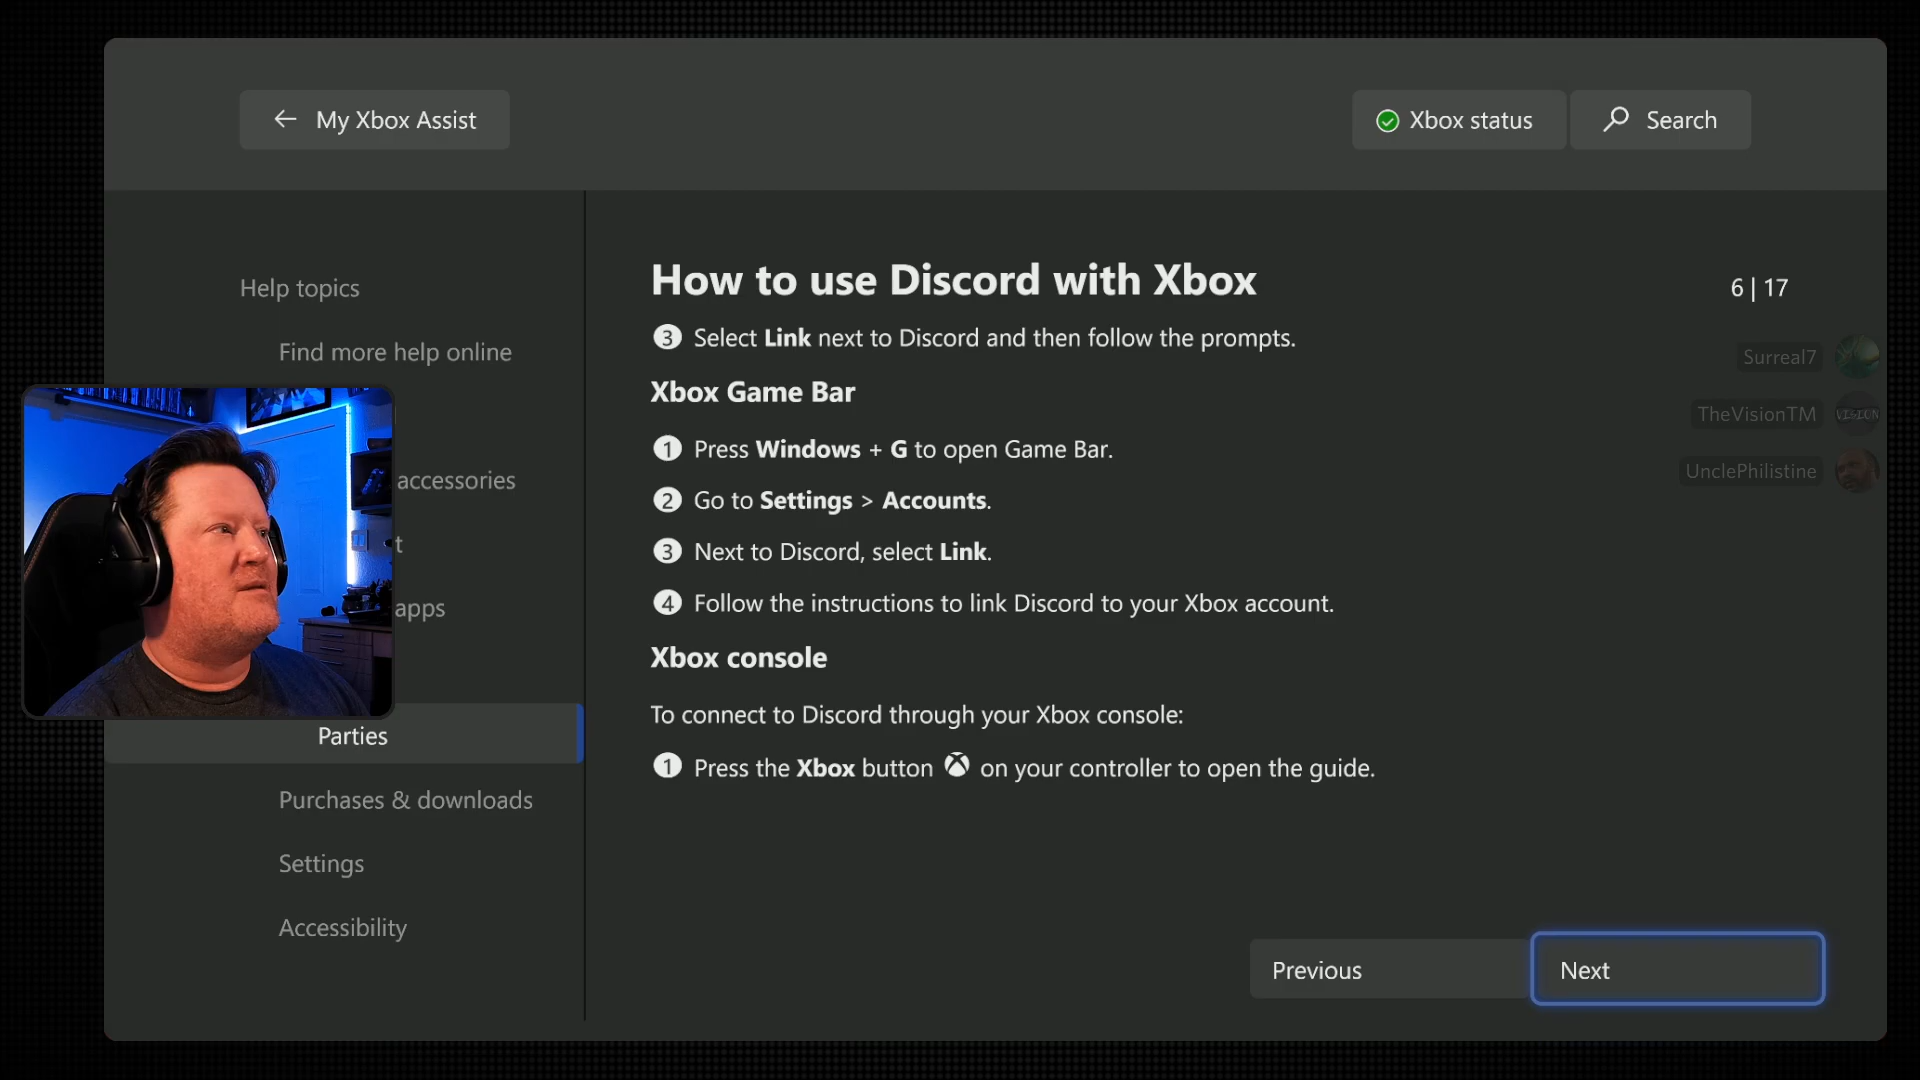 My Xbox Assist
Xbox status
Search
Help topics
Find more help online
accessories
t
apps
Parties
Purchases & downloads
Settings
Accessibility
How to use Discord with Xbox
6 | 17
3 Select Link next to Discord and then follow the prompts.
Xbox Game Bar
1 Press Windows + G to open Game Bar.
2 Go to Settings > Accounts.
3 Next to Discord, select Link.
4 Follow the instructions to link Discord to your Xbox account.
Xbox console
To connect to Discord through your Xbox console:
1 Press the Xbox button on your controller to open the guide.
Surreal7
TheVisionTM
VISION
UnclePhilistine
Previous
Next